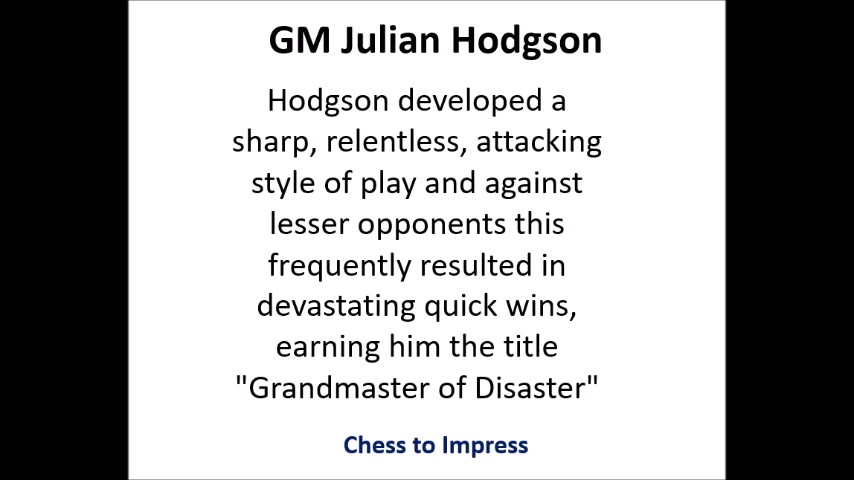 GM Julian Hodgson
Hodgson developed a
sharp, relentless, attacking
style of play and against
lesser opponents this
frequently resulted in
devastating quick wins,
earning him the title
"Grandmaster of Disaster"
Chess to Impress